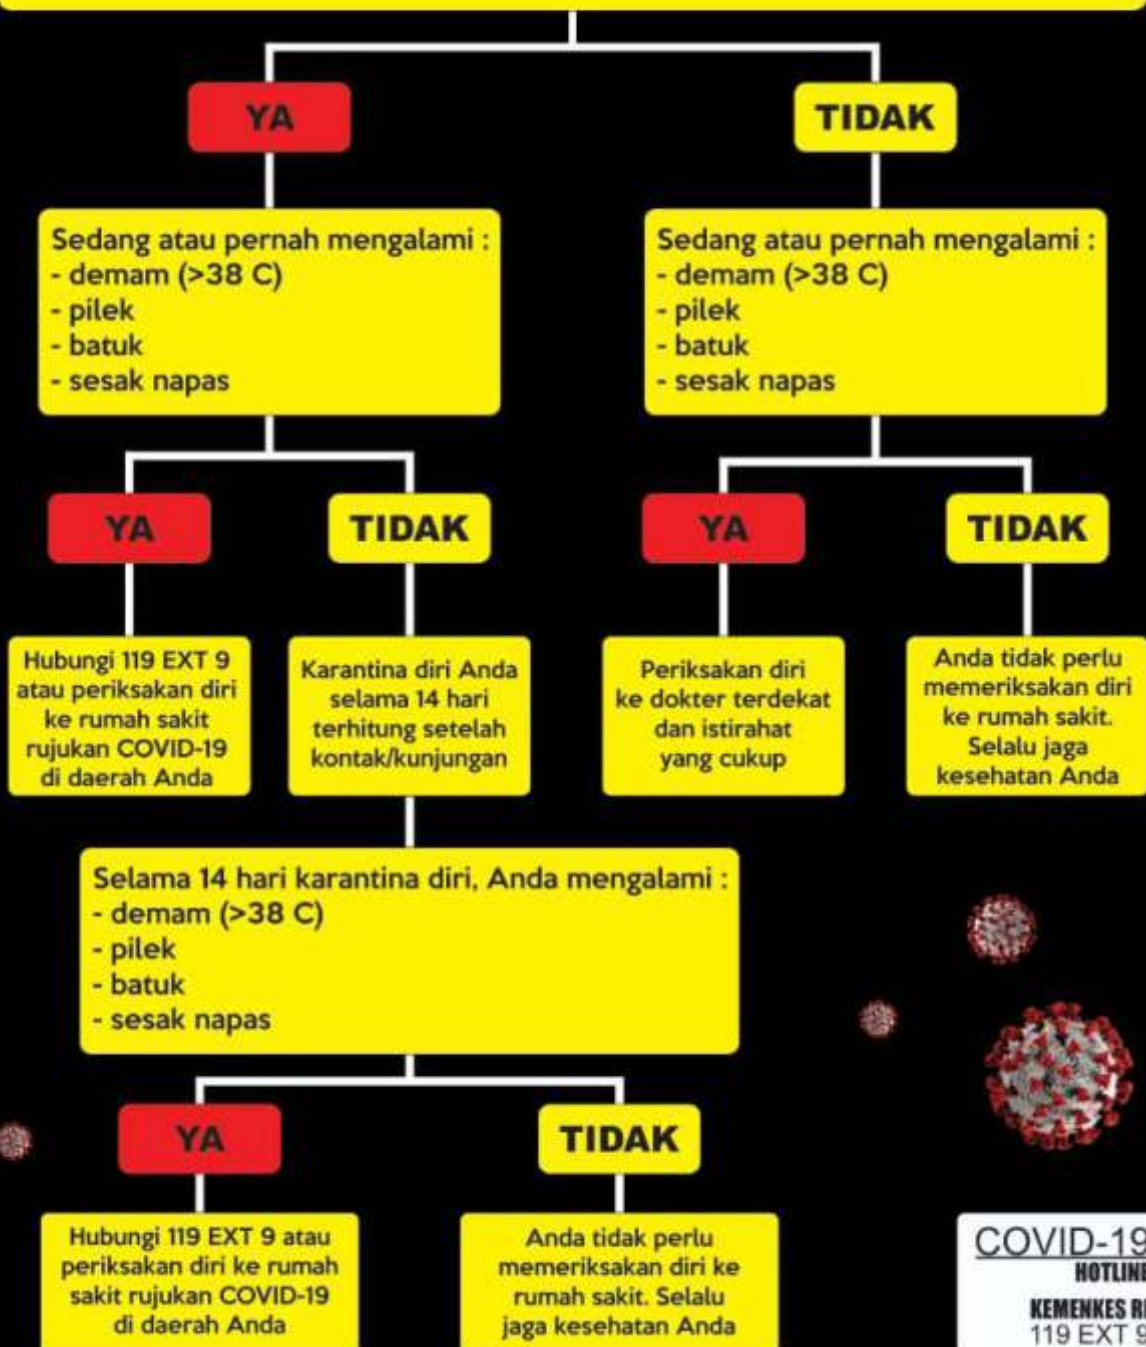 YA
TIDAK
Sedang atau pernah mengalami :
- demam (>38 C)
- pilek
- batuk
- sesak napas
Sedang atau pernah mengalami :
- demam (>38 C)
- pilek
- batuk
- sesak napas
YA
TIDAK
YA
TIDAK
Hubungi 119 EXT 9
atau periksakan diri
ke rumah sakit
rujukan COVID-19
di daerah Anda
Karantina diri Anda
selama 14 hari
terhitung setelah
kontak/kunjungan
Periksakan diri
ke dokter terdekat
dan istirahat
yang cukup
Anda tidak perlu
memeriksakan diri
ke rumah sakit.
Selalu jaga
kesehatan Anda
Selama 14 hari karantina diri, Anda mengalami :
- demam (>38 C)
- pilek
- batuk
- sesak napas
YA
TIDAK
Hubungi 119 EXT 9 atau
periksakan diri ke rumah
sakit rujukan COVID-19
di daerah Anda
Anda tidak perlu
memeriksakan diri ke
rumah sakit. Selalu
jaga kesehatan Anda
COVID-19
HOTLINE
KEMENKES RI
119 EXT 9